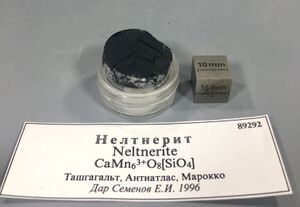 10 mm
89292
Нелтнерит
Neltnerite
CaMn₆³⁺O₈[SiO₄]
Ташгагальт, Антиатлас, Марокко
Дар Семенов Е.И. 1996